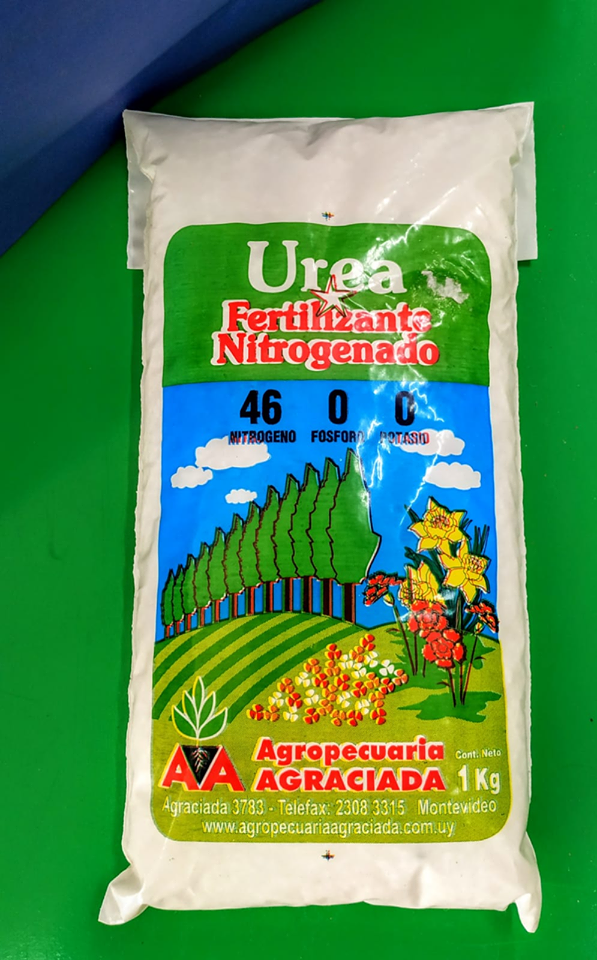 Urea
Fertilizante
Nitrogenado
46 0 0
NITROGENO FOSFORO POTASIO
AA Agropecuaria
AGRACIADA
Cont: Neto
1 Kg
Agraciada 3783 - Telefax: 2308 3315 Montevideo
www.agropecuariaagraciada.com.uy